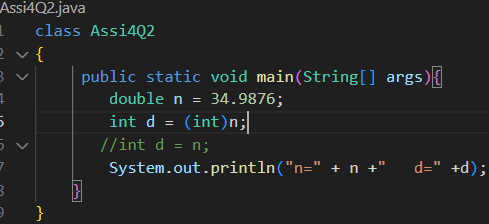 Assi4Q2.java
1 class Assi4Q2
2 {
3 public static void main(String[] args){
4 double n = 34.9876;
5 int d = (int)n;
6 //int d = n;
7 System.out.println("n=" + n +"   d=" +d);
8 }
9 }